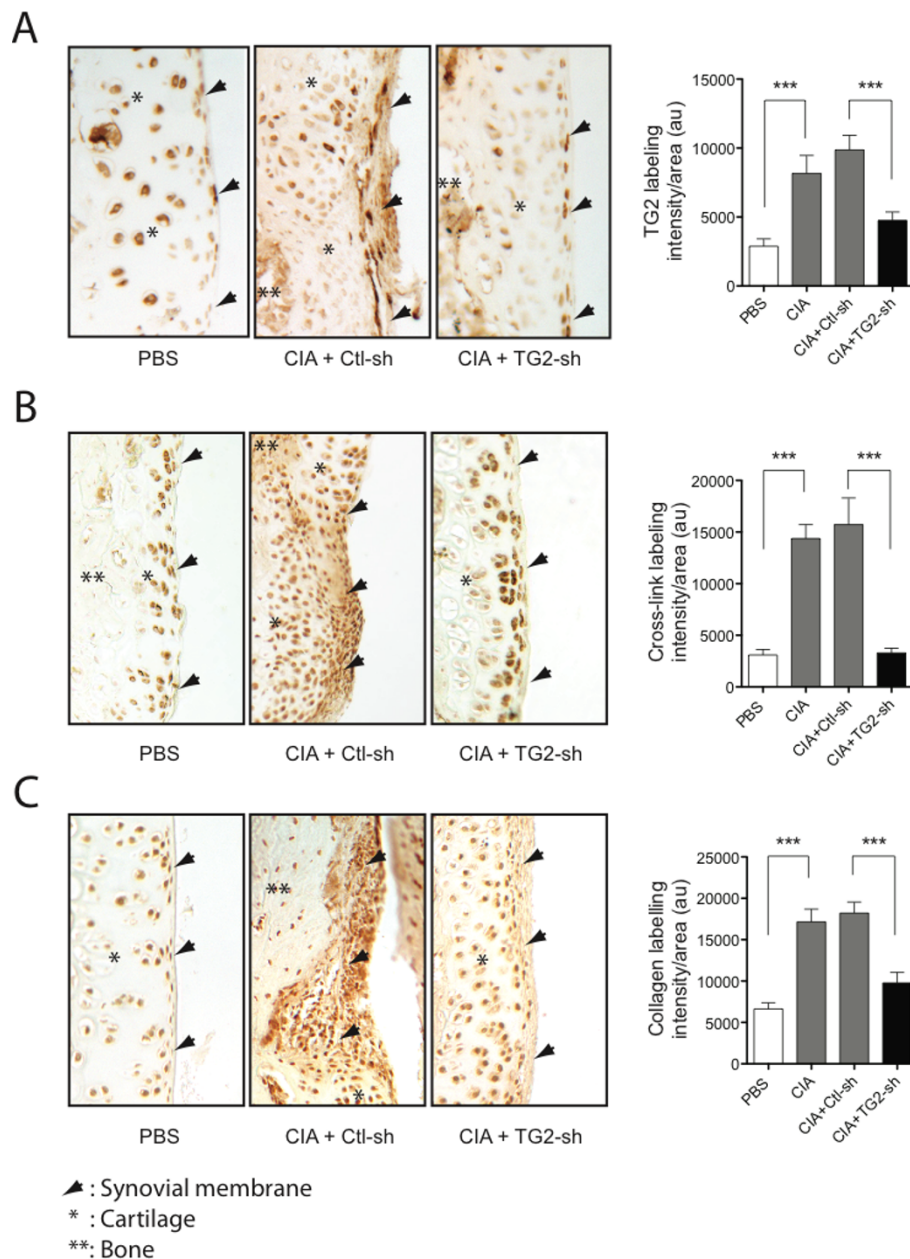 A
*
*
PBS
*
*
**
CIA + Ctl-sh
**
*
CIA + TG2-sh
TG2 labeling
intensity/area (au)
15000
10000
5000
0
***
***
PBS
CIA
CIA+Ctl-sh
CIA+TG2-sh
B
**
*
PBS
**
*
*
CIA + Ctl-sh
*
CIA + TG2-sh
Cross-link labeling
intensity/area (au)
20000
15000
10000
5000
0
***
***
PBS
CIA
CIA+Ctl-sh
CIA+TG2-sh
C
*
PBS
**
*
CIA + Ctl-sh
*
CIA + TG2-sh
Collagen labelling
intensity/area (au)
25000
20000
15000
10000
5000
0
***
***
PBS
CIA
CIA+Ctl-sh
CIA+TG2-sh
: Synovial membrane
* : Cartilage
**: Bone